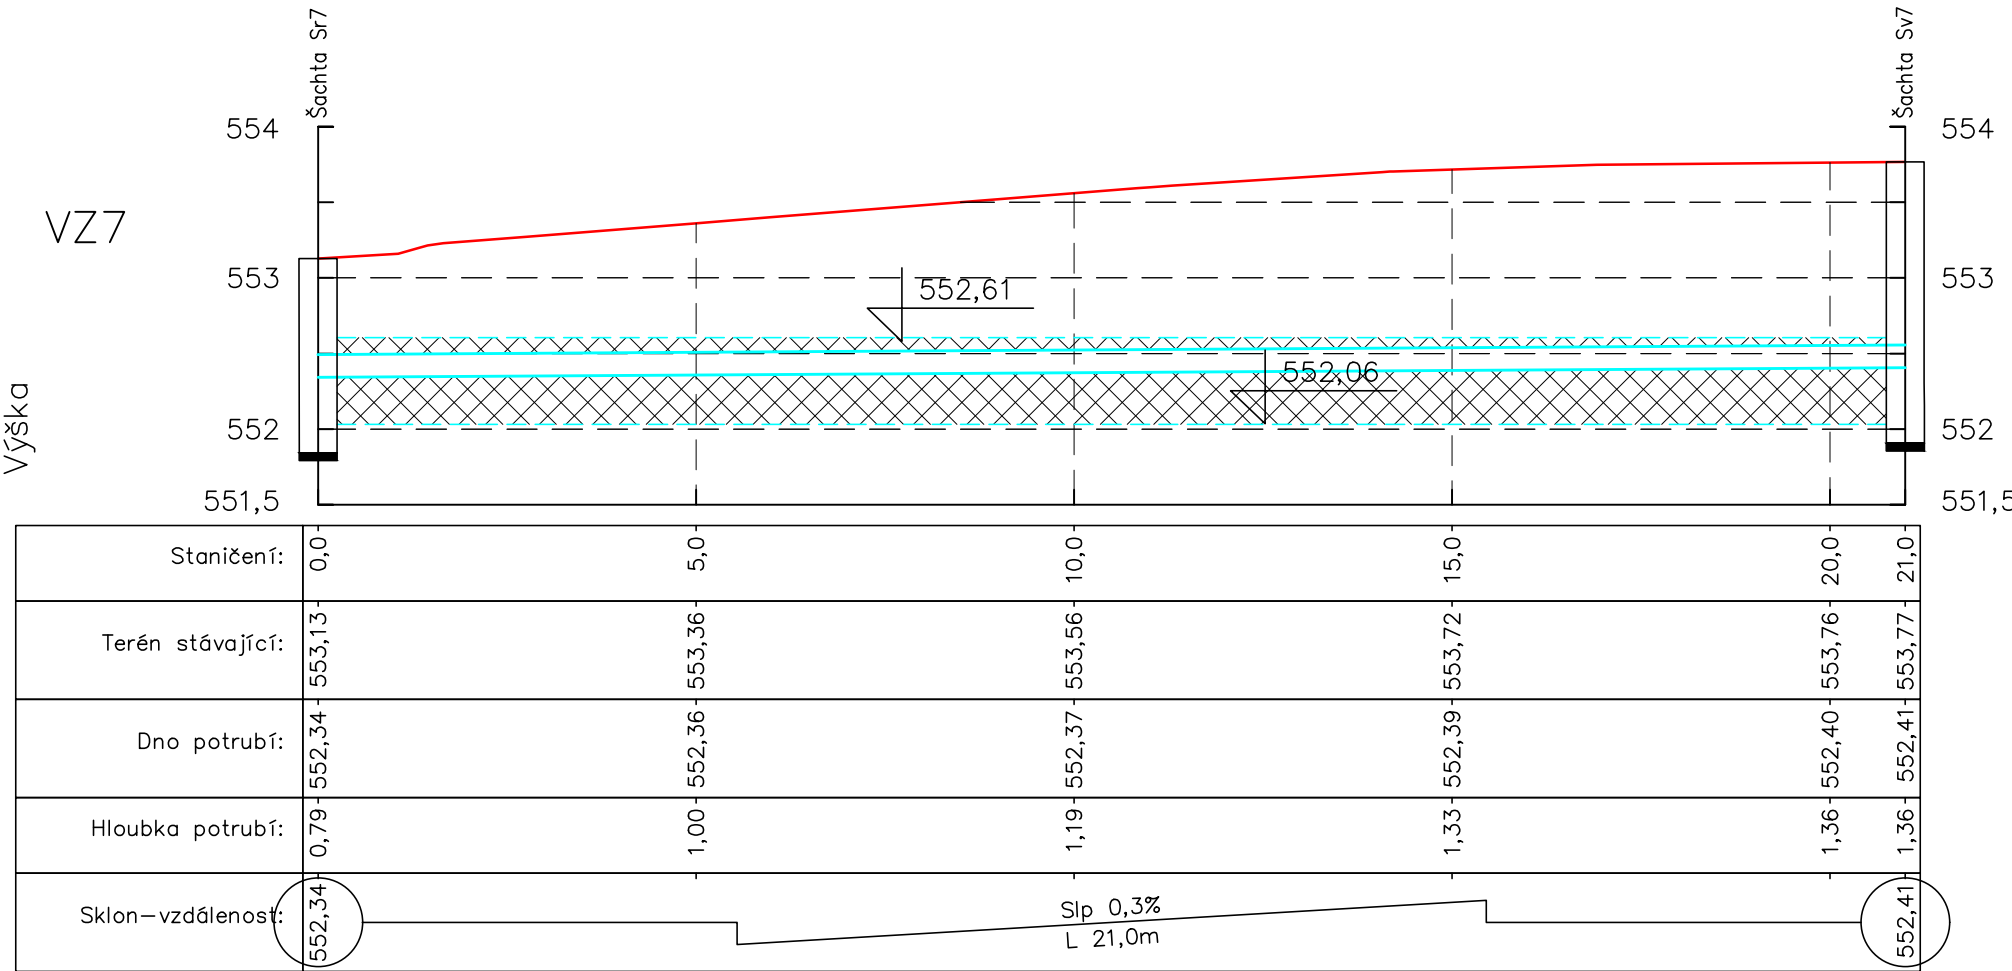 Šachta Sr7
Šachta Sv7
554
554
VZ7
553
553
552,61
552,06
Výška
552
552
551,5
551,5
Staničení: 0,0 5,0 10,0 15,0 20,0 21,0
Terén stávající: 553,13 553,36 553,56 553,72 553,76 553,77
Dno potrubí: 552,34 552,36 552,37 552,39 552,40 552,41
Hloubka potrubí: 0,79 1,00 1,19 1,33 1,36 1,36
Sklon-vzdálenost: 552,34 Slp 0,3% 552,41
L 21,0m